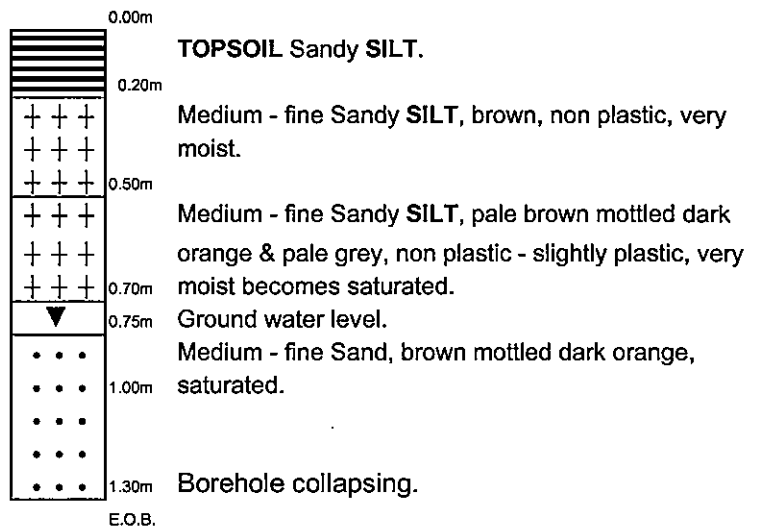 0.00m
TOPSOIL Sandy SILT.
0.20m
Medium - fine Sandy SILT, brown, non plastic, very
moist.
0.50m
Medium - fine Sandy SILT, pale brown mottled dark
orange & pale grey, non plastic - slightly plastic, very
0.70m moist becomes saturated.
0.75m Ground water level.
Medium - fine Sand, brown mottled dark orange,
1.00m saturated.
1.30m Borehole collapsing.
E.O.B.